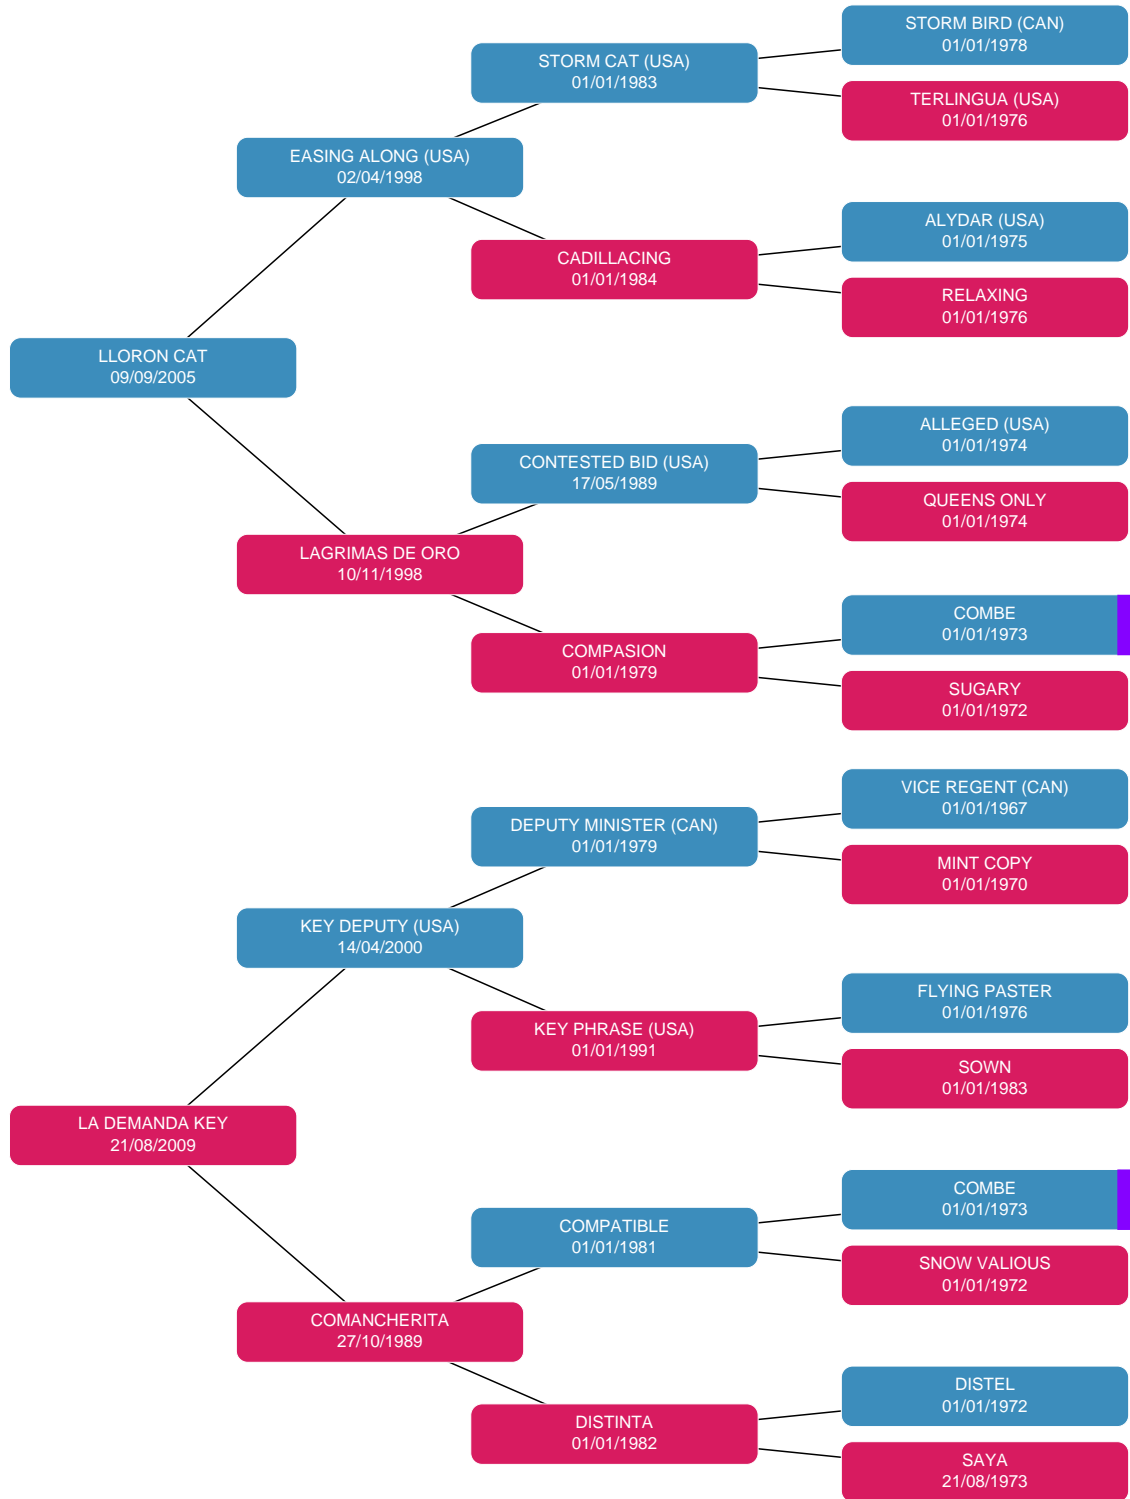 STORM BIRD (CAN)
01/01/1978
STORM CAT (USA)
01/01/1983
TERLINGUA (USA)
01/01/1976
EASING ALONG (USA)
02/04/1998
ALYDAR (USA)
01/01/1975
CADILLACING
01/01/1984
RELAXING
01/01/1976
LLORON CAT
09/09/2005
ALLEGED (USA)
01/01/1974
CONTESTED BID (USA)
17/05/1989
QUEENS ONLY
01/01/1974
LAGRIMAS DE ORO
10/11/1998
COMBE
01/01/1973
COMPASION
01/01/1979
SUGARY
01/01/1972
VICE REGENT (CAN)
01/01/1967
DEPUTY MINISTER (CAN)
01/01/1979
MINT COPY
01/01/1970
KEY DEPUTY (USA)
14/04/2000
FLYING PASTER
01/01/1976
KEY PHRASE (USA)
01/01/1991
SOWN
01/01/1983
LA DEMANDA KEY
21/08/2009
COMBE
01/01/1973
COMPATIBLE
01/01/1981
SNOW VALIOUS
01/01/1972
COMANCHERITA
27/10/1989
DISTEL
01/01/1972
DISTINTA
01/01/1982
SAYA
21/08/1973